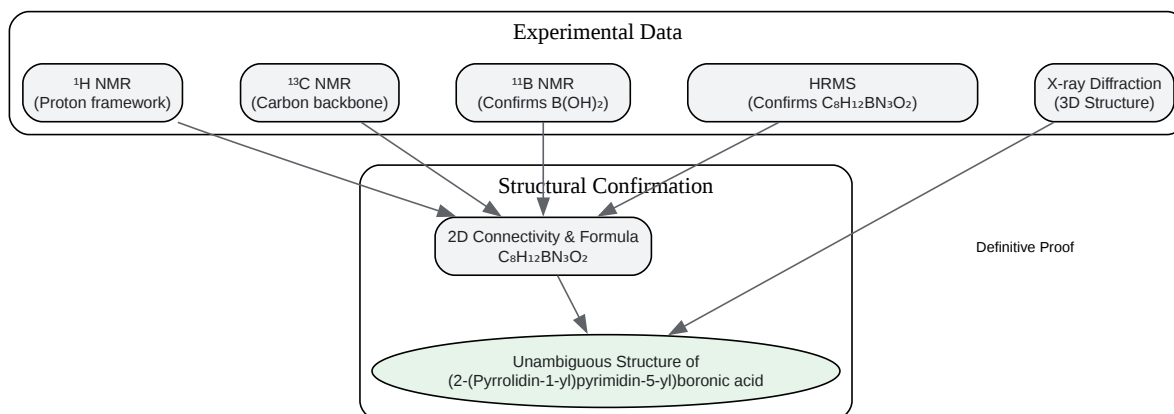 Experimental Data
¹H NMR
(Proton framework)
¹³C NMR
(Carbon backbone)
¹¹B NMR
(Confirms B(OH)₂)
HRMS
(Confirms C₈H₁₂BN₃O₂)
X-ray Diffraction
(3D Structure)
Structural Confirmation
2D Connectivity & Formula
C₈H₁₂BN₃O₂
Definitive Proof
Unambiguous Structure of
(2-(Pyrrolidin-1-yl)pyrimidin-5-yl)boronic acid